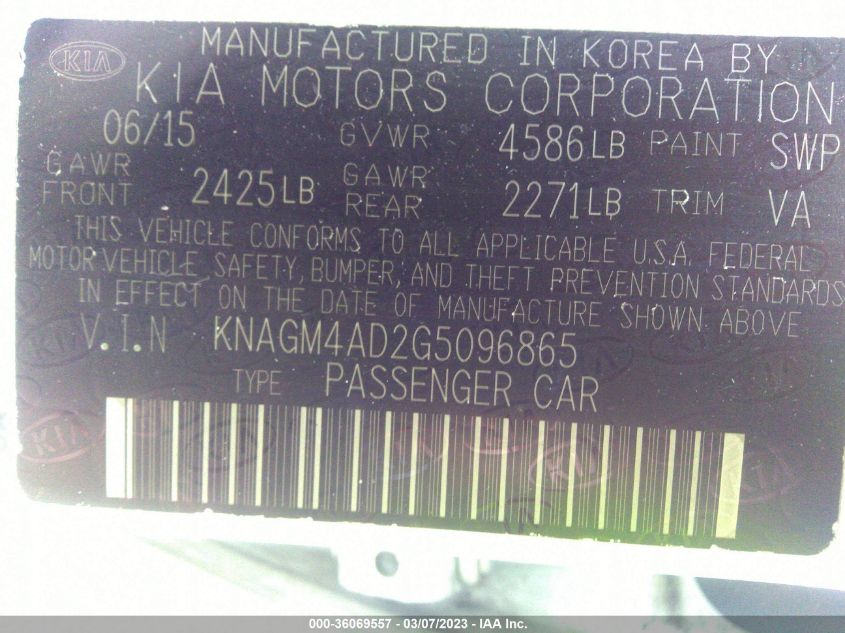 KIA
MANUFACTURED IN KOREA BY
KIA MOTORS CORPORATION
06/15 GVWR 4586LB PAINT SWP
GAWR FRONT 2425LB GAWR REAR 2271LB TRIM VA
THIS VEHICLE CONFORMS TO ALL APPLICABLE U.S.A. FEDERAL
MOTOR VEHICLE SAFETY, BUMPER, AND THEFT PREVENTION STANDARDS
IN EFFECT ON THE DATE OF MANUFACTURE SHOWN ABOVE
V.I.N KNAGM4AD2G5096865
TYPE PASSENGER CAR
KIA
KIA
KIA
000-36069557 - 03/07/2023 - IAA Inc.